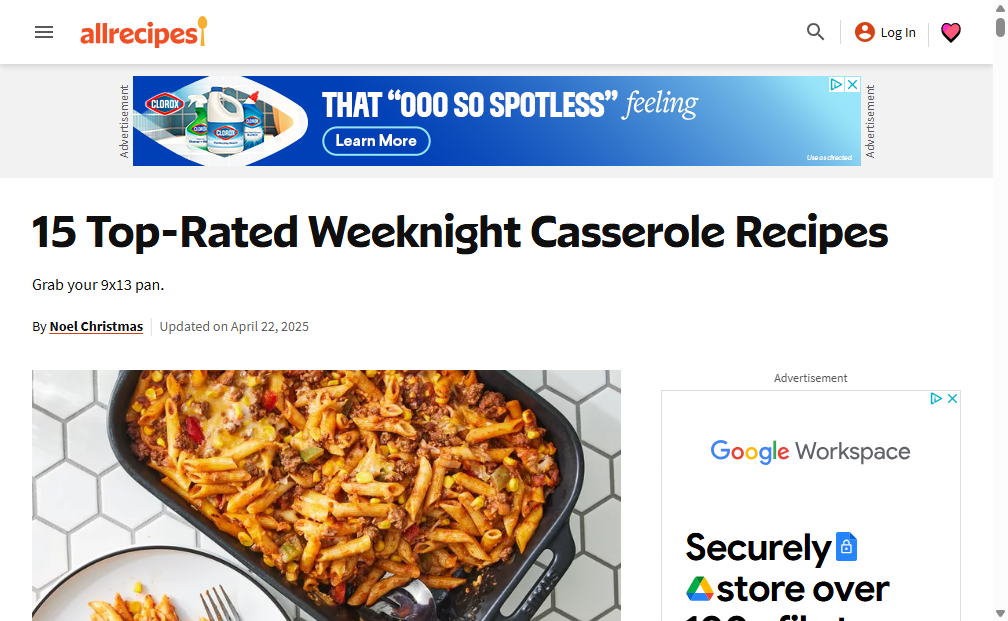 allrecipes
Log In
Advertisement
CLOROX
THAT “OOO SO SPOTLESS” feeling
Learn More
Use as directed.
Advertisement
15 Top-Rated Weeknight Casserole Recipes
Grab your 9x13 pan.
By Noel Christmas
Updated on April 22, 2025
Advertisement
Google Workspace
Securely
store over